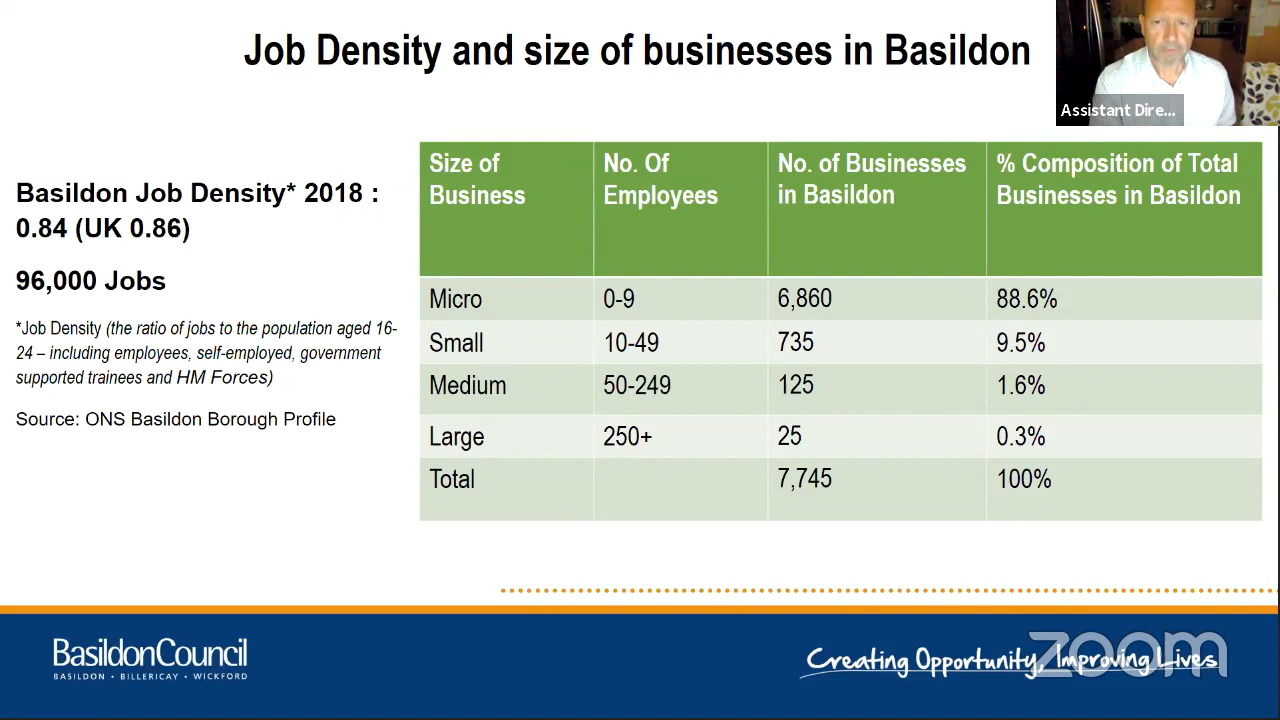 Job Density and size of businesses in Basildon
Assistant Dire...
Basildon Job Density* 2018 :
0.84 (UK 0.86)
96,000 Jobs
*Job Density (the ratio of jobs to the population aged 16-
24 – including employees, self-employed, government
supported trainees and HM Forces)
Source: ONS Basildon Borough Profile
Size of Business No. Of Employees No. of Businesses in Basildon % Composition of Total Businesses in Basildon
Micro 0-9 6,860 88.6%
Small 10-49 735 9.5%
Medium 50-249 125 1.6%
Large 250+ 25 0.3%
Total 7,745 100%
BasildonCouncil
BASILDON • BILLERICAY • WICKFORD
Creating Opportunity, Improving Lives
zoom